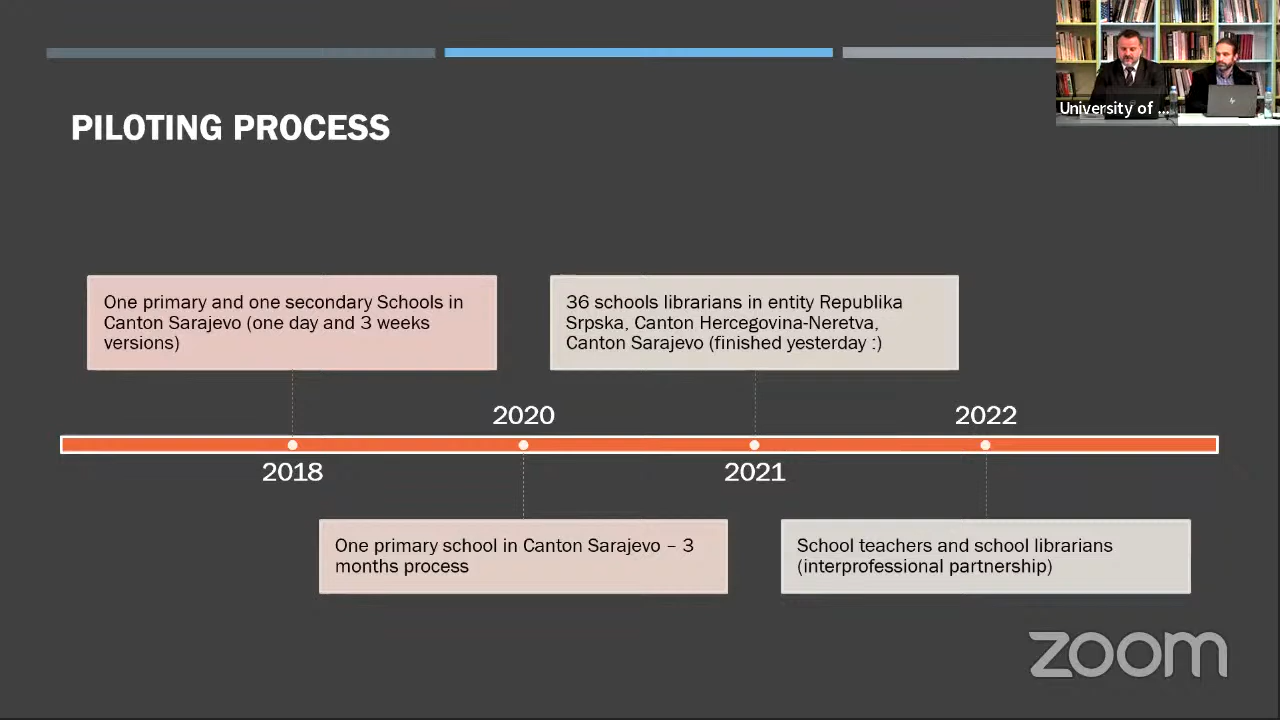 University of ...
PILOTING PROCESS
One primary and one secondary Schools in
Canton Sarajevo (one day and 3 weeks
versions)
36 schools librarians in entity Republika
Srpska, Canton Hercegovina-Neretva,
Canton Sarajevo (finished yesterday :)
2020
2022
2018
2021
One primary school in Canton Sarajevo – 3
months process
School teachers and school librarians
(interprofessional partnership)
zoom